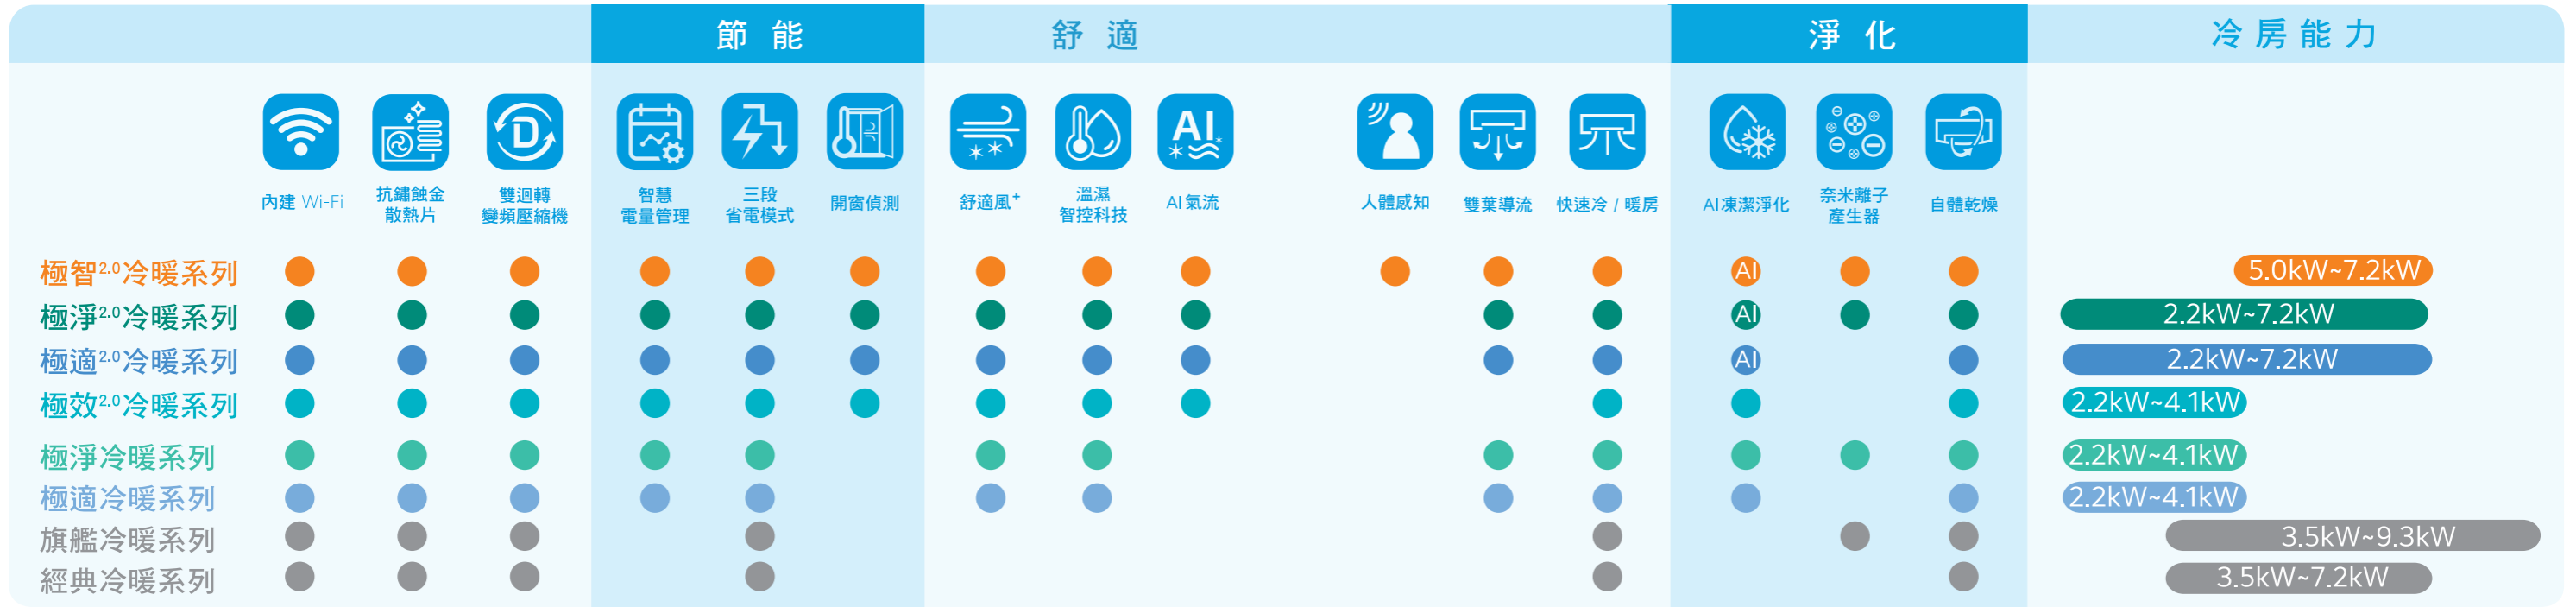 節能
舒適
淨化
冷房能力
D
AI
內建 Wi-Fi
抗鏽蝕金
散熱片
雙迴轉
變頻壓縮機
智慧
電量管理
三段
省電模式
開窗偵測
舒適風+
溫濕
智控科技
AI氣流
人體感知
雙葉導流
快速冷 / 暖房
AI凍潔淨化
奈米離子
產生器
自體乾燥
極智2.0冷暖系列
AI
5.0kW~7.2kW
極淨2.0冷暖系列
AI
2.2kW~7.2kW
極適2.0冷暖系列
AI
2.2kW~7.2kW
極效2.0冷暖系列
2.2kW~4.1kW
極淨冷暖系列
2.2kW~4.1kW
極適冷暖系列
2.2kW~4.1kW
旗艦冷暖系列
3.5kW~9.3kW
經典冷暖系列
3.5kW~7.2kW